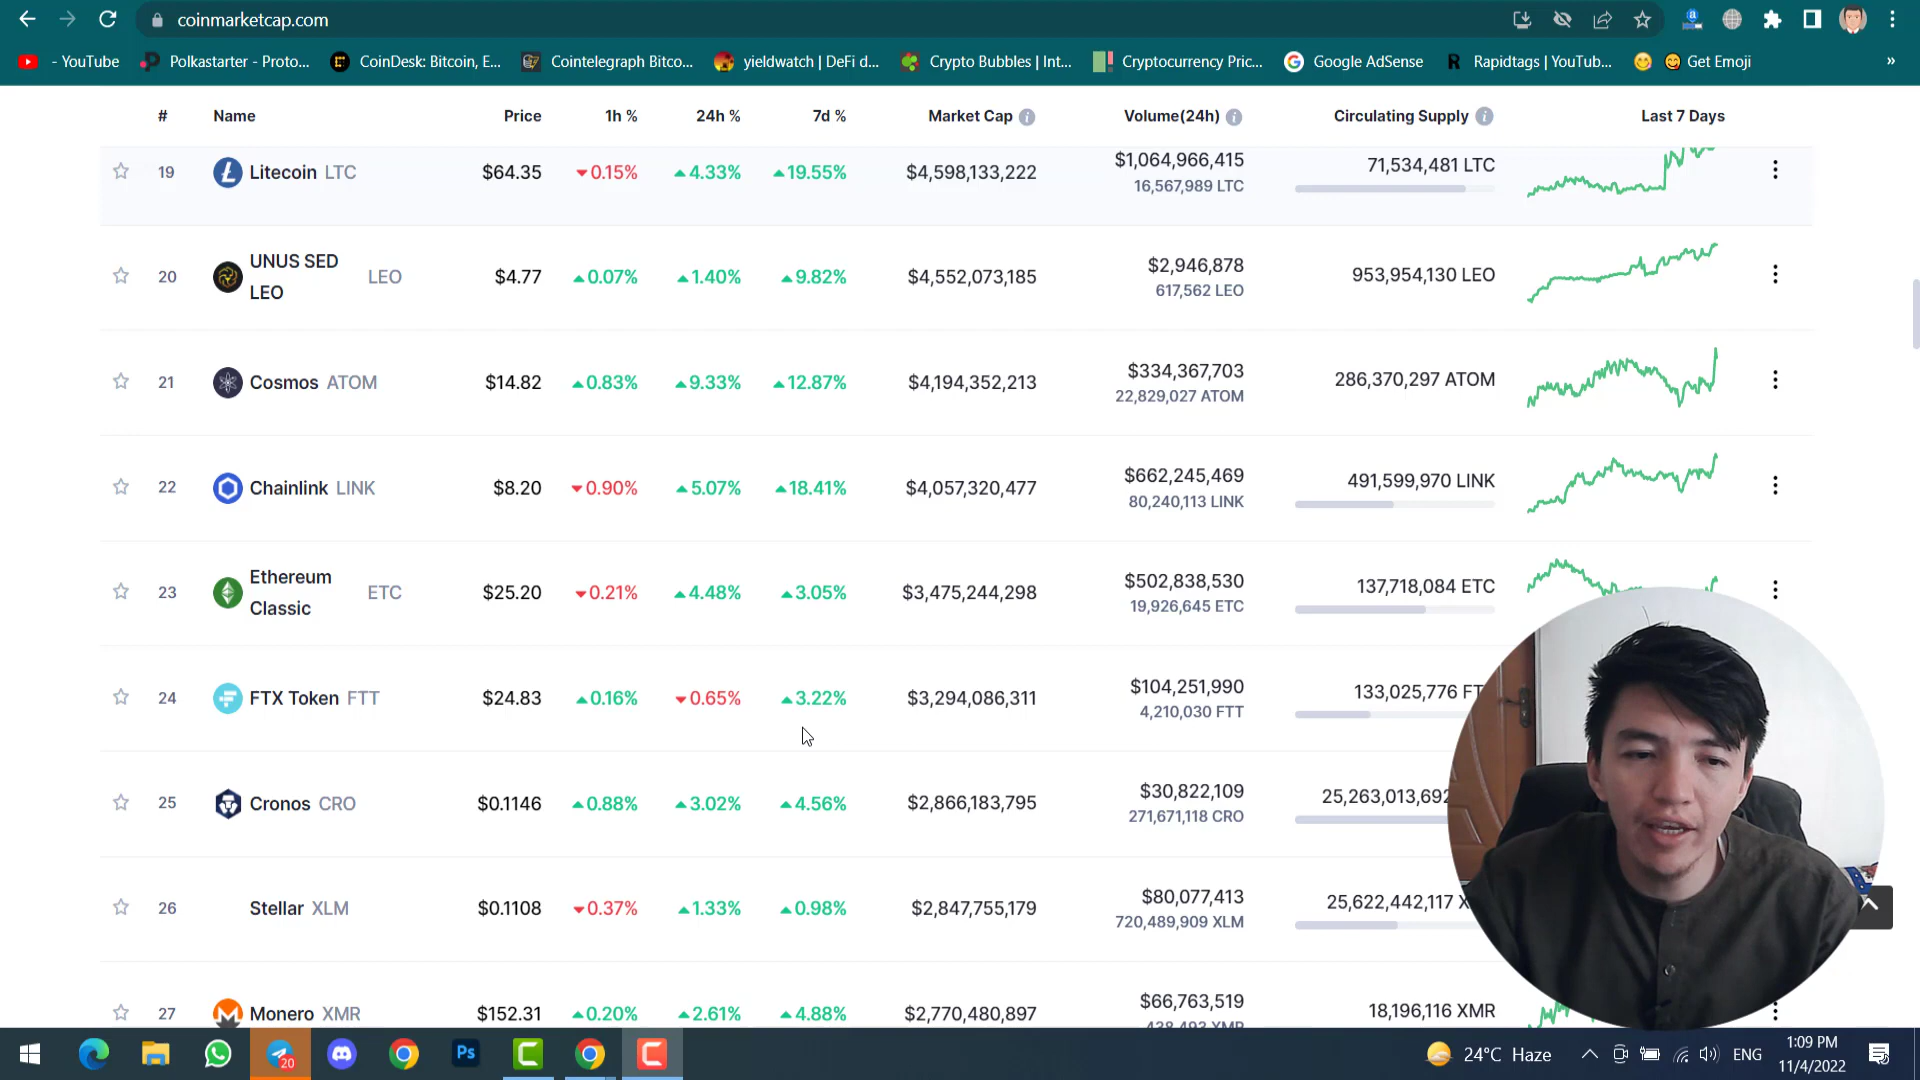 coinmarketcap.com
- YouTube
Polkastarter - Proto...
CoinDesk: Bitcoin, E...
Cointelegraph Bitco...
yieldwatch | DeFi d...
Crypto Bubbles | Int...
Cryptocurrency Pric...
Google AdSense
Rapidtags | YouTub...
Get Emoji
»
# Name Price 1h % 24h % 7d % Market Cap Volume(24h) Circulating Supply Last 7 Days
19 Litecoin LTC $64.35 0.15% 4.33% 19.55% $4,598,133,222 $1,064,966,415 71,534,481 LTC
16,567,989 LTC
20 UNUS SED LEO $4.77 0.07% 1.40% 9.82% $4,552,073,185 $2,946,878 953,954,130 LEO
LEO 617,562 LEO
21 Cosmos ATOM $14.82 0.83% 9.33% 12.87% $4,194,352,213 $334,367,703 286,370,297 ATOM
22,829,027 ATOM
22 Chainlink LINK $8.20 0.90% 5.07% 18.41% $4,057,320,477 $662,245,469 491,599,970 LINK
80,240,113 LINK
23 Ethereum ETC $25.20 0.21% 4.48% 3.05% $3,475,244,298 $502,838,530 137,718,084 ETC
Classic 19,926,645 ETC
24 FTX Token FTT $24.83 0.16% 0.65% 3.22% $3,294,086,311 $104,251,990 133,025,776 FT
4,210,030 FTT
25 Cronos CRO $0.1146 0.88% 3.02% 4.56% $2,866,183,795 $30,822,109 25,263,013,692
271,671,118 CRO
26 Stellar XLM $0.1108 0.37% 1.33% 0.98% $2,847,755,179 $80,077,413 25,622,442,117 X
720,489,909 XLM
27 Monero XMR $152.31 0.20% 2.61% 4.88% $2,770,480,897 $66,763,519 18,196,116 XMR
438,493 XMR
Ps
20
24°C Haze
ENG
1:09 PM
11/4/2022